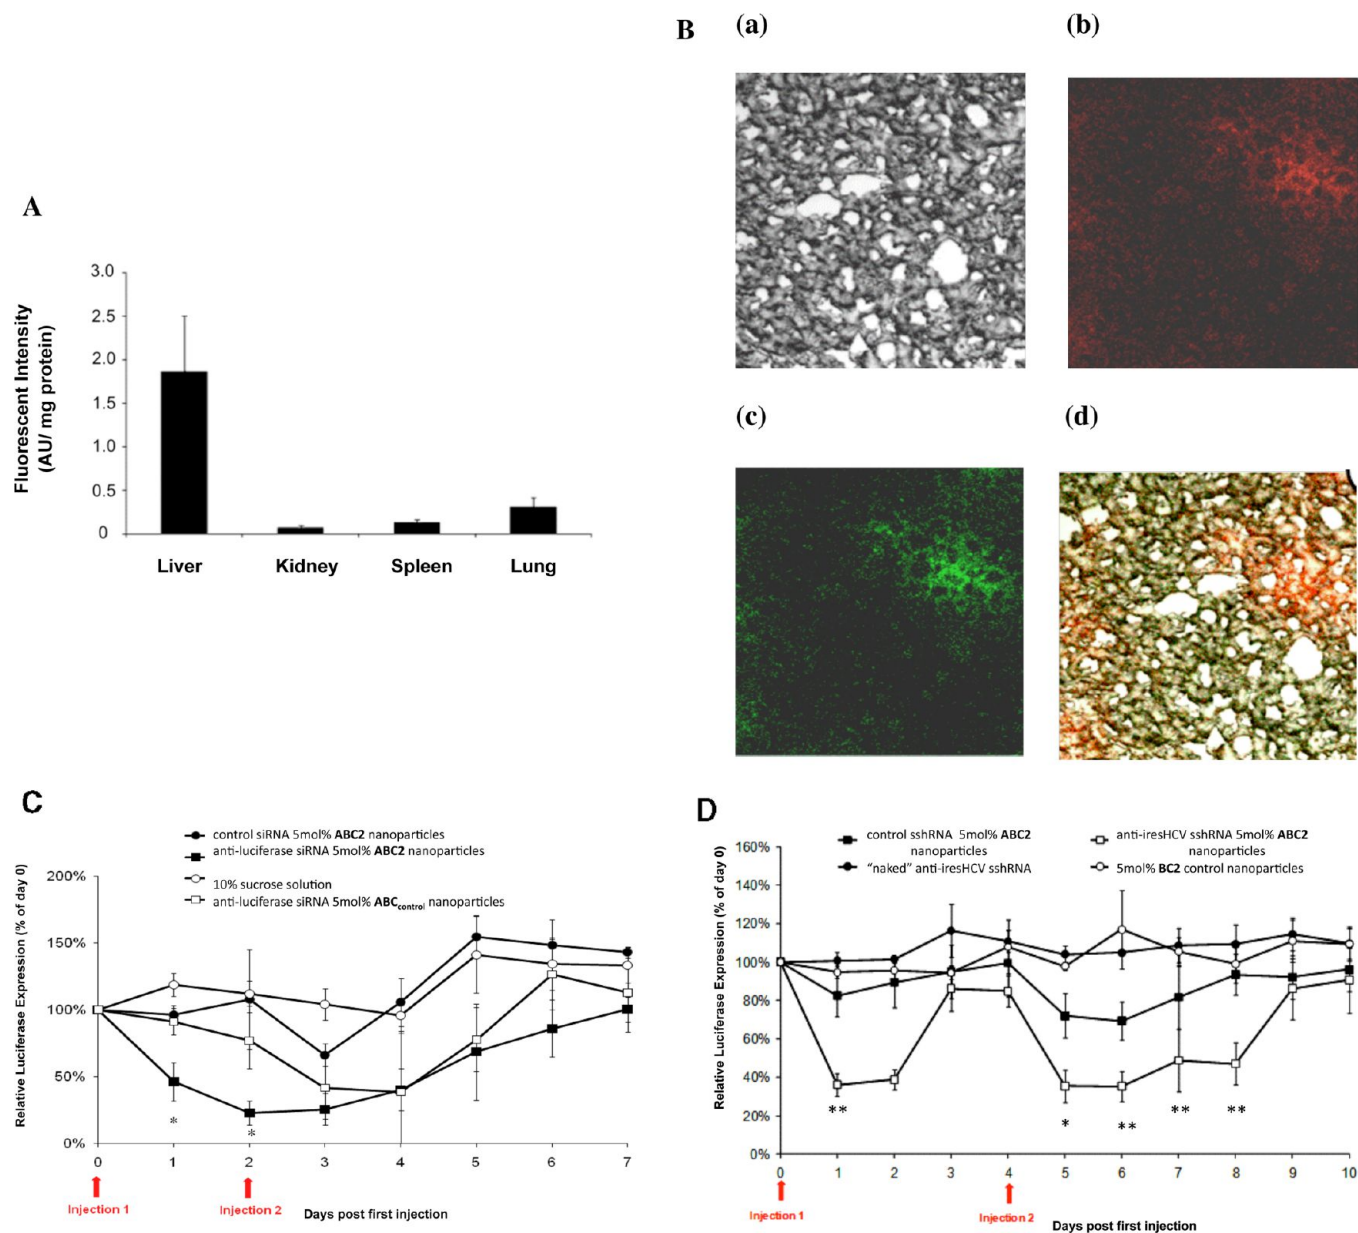 A
Fluorescent Intensity
(AU/ mg protein)
3.0
2.5
2.0
1.5
1.0
0.5
0
Liver Kidney Spleen Lung
B
(a)
(b)
(c)
(d)
C
control siRNA 5mol% ABC2 nanoparticles
anti-luciferase siRNA 5mol% ABC2 nanoparticles
10% sucrose solution
anti-luciferase siRNA 5mol% ABCcontrol nanoparticles
Relative Luciferase Expression (% of day 0)
200%
150%
100%
50%
0%
* *
0 1 2 3 4 5 6 7
Injection 1 Injection 2
Days post first injection
D
control sshRNA 5mol% ABC2
nanoparticles
"naked" anti-iresHCV sshRNA
anti-iresHCV sshRNA 5mol% ABC2
nanoparticles
5mol% BC2 control nanoparticles
Relative Luciferase Expression (% of day 0)
160%
140%
120%
100%
80%
60%
40%
20%
0%
** * ** ** **
0 1 2 3 4 5 6 7 8 9 10
Injection 1 Injection 2
Days post first injection